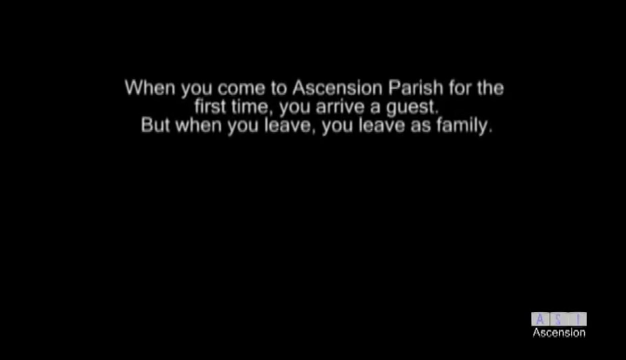 When you come to Ascension Parish for the
first time, you arrive a guest.
But when you leave, you leave as family.
A S I
Ascension